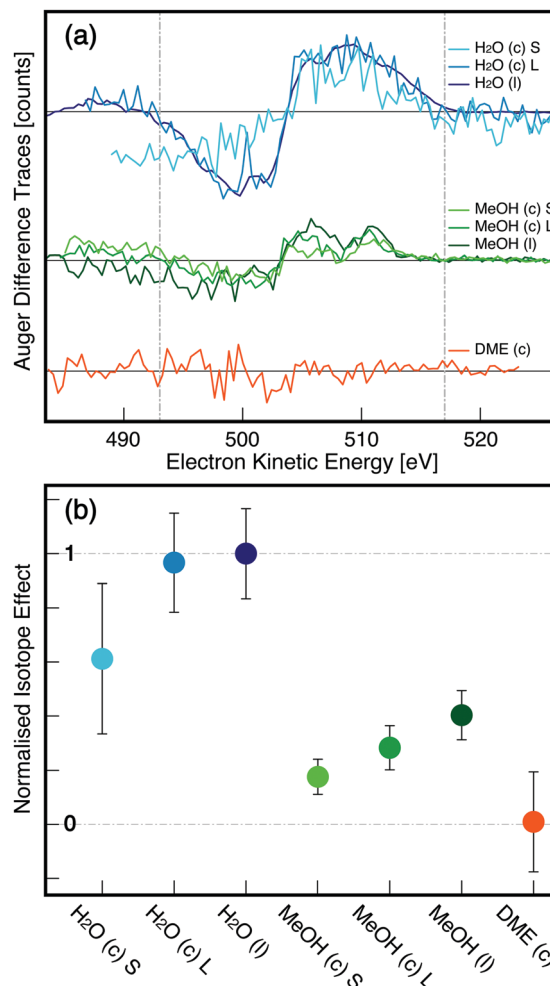 (a)
H2O (c) S
H2O (c) L
H2O (l)
MeOH (c) S
MeOH (c) L
MeOH (l)
DME (c)
Auger Difference Traces [counts]
490 500 510 520
Electron Kinetic Energy [eV]
(b)
1
0
Normalised Isotope Effect
H2O (c) S
H2O (c) L
H2O (l)
MeOH (c) S
MeOH (c) L
MeOH (l)
DME (c)